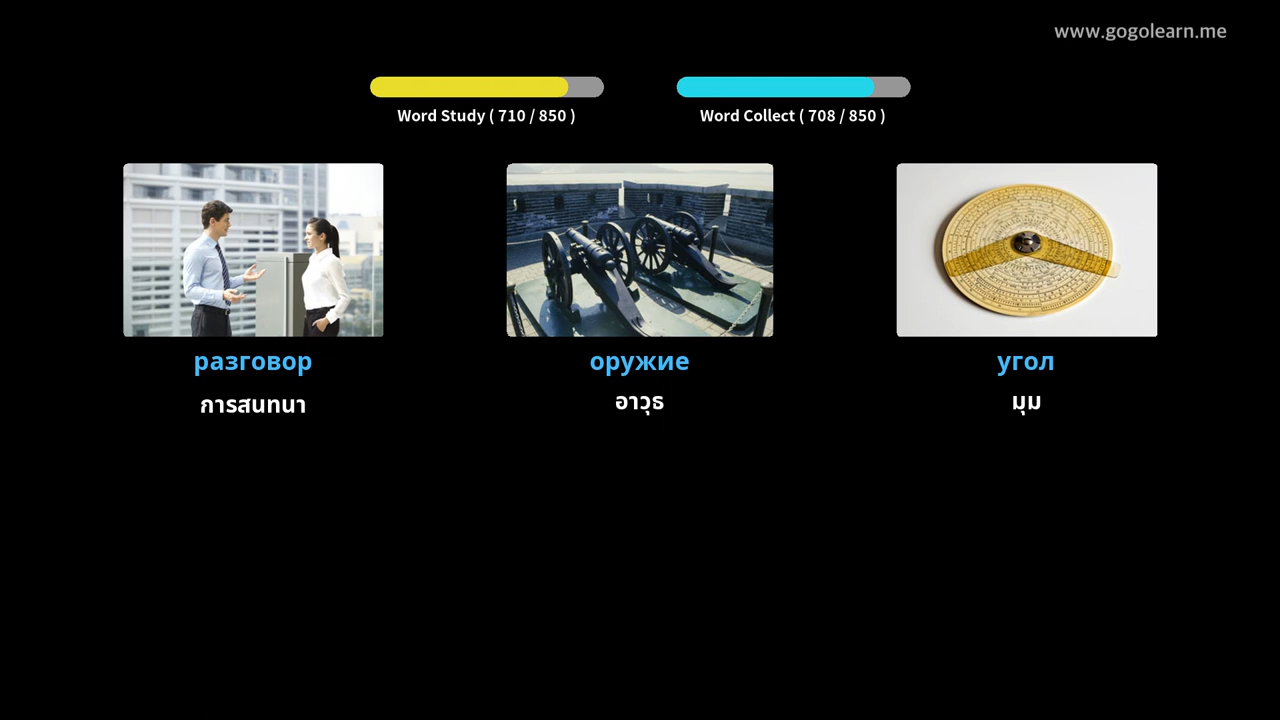 www.gogolearn.me
Word Study ( 710 / 850 )
Word Collect ( 708 / 850 )
разговор
оружие
угол
การสนทนา
อาวุธ
มุม